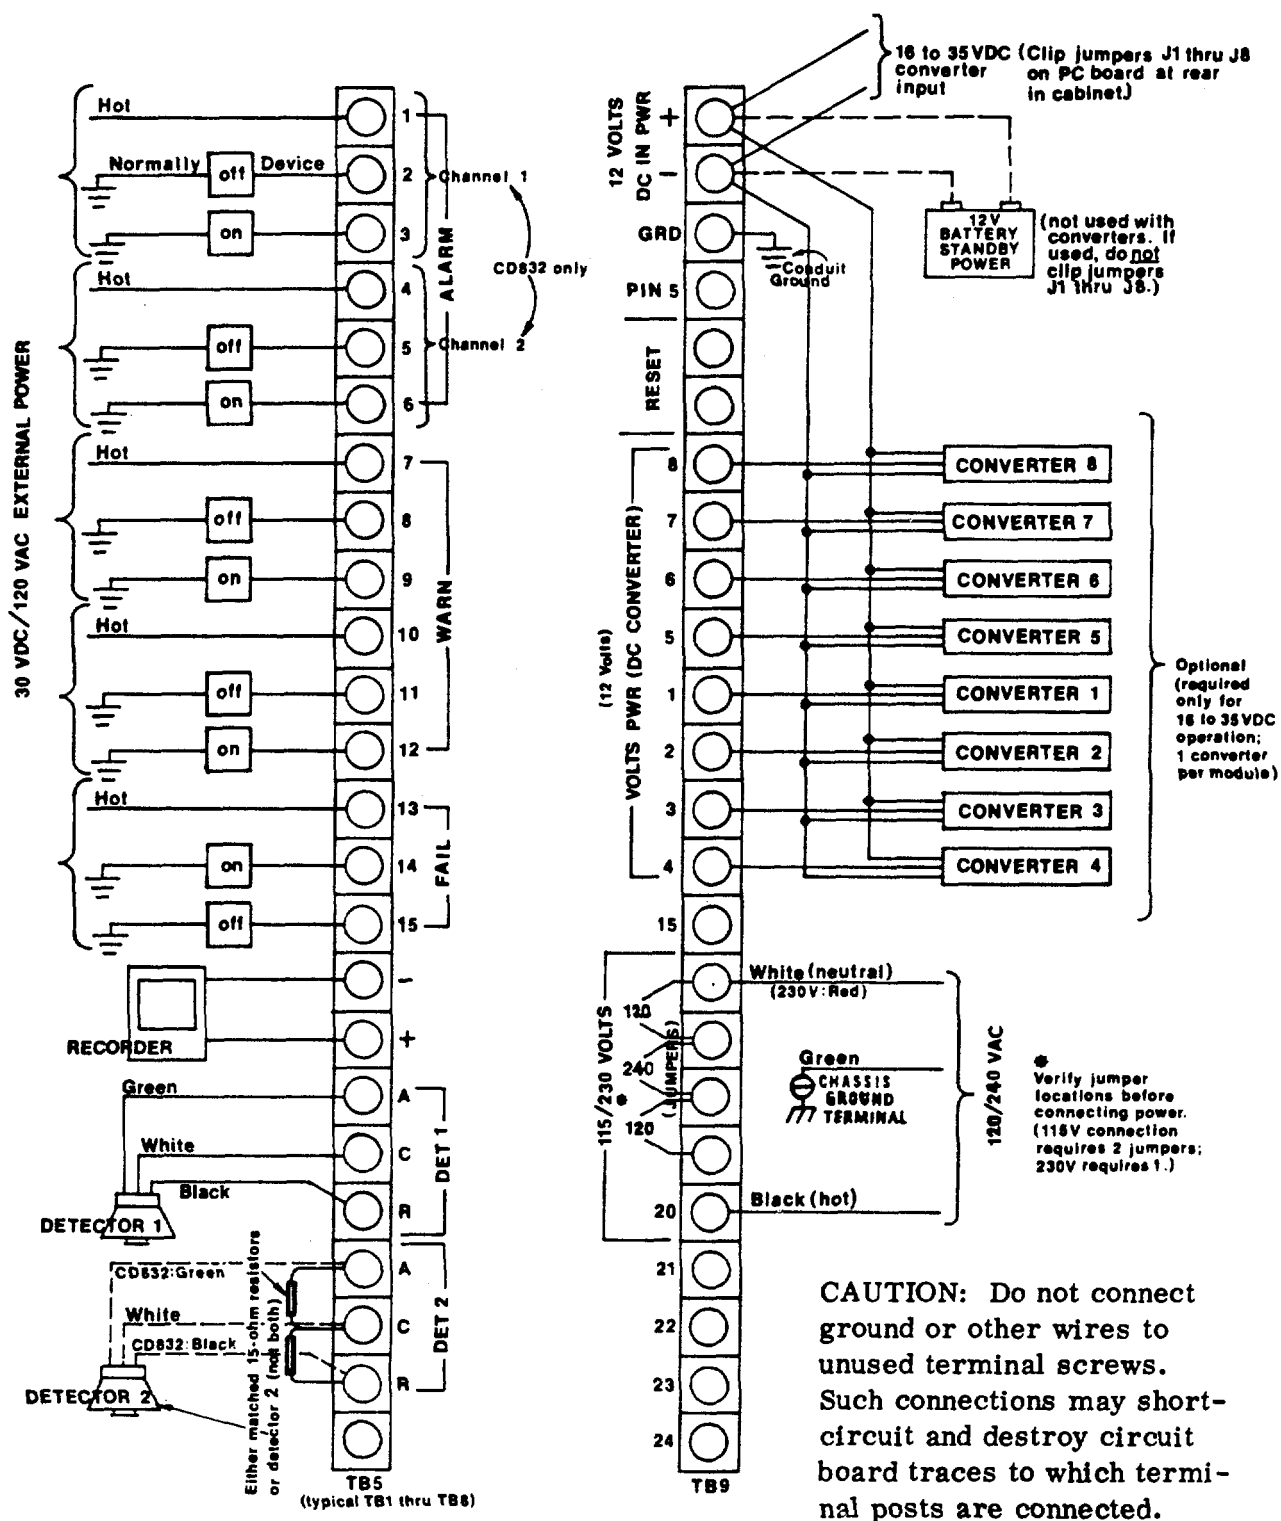 30 VDC/120 VAC EXTERNAL POWER
Hot
Normally off Device
on
Hot
off
on
Hot
off
on
Hot
off
on
Hot
on
off
RECORDER
Green
White
Black
DETECTOR 1
CD832:Green
White
CD832:Black
DETECTOR 2
Either matched 15-ohm resistors
or detector 2 (not both)
1
2
3
4
5
6
7
8
9
10
11
12
13
14
15
-
+
A
C
R
A
C
R
Channel 1
CD832 only
Channel 2
ALARM
WARN
FAIL
DET 1
DET 2
TB5
(typical TB1 thru TB8)
12 VOLTS
DC IN PWR
+
-
GRD
PIN 5
RESET
(12 Volts)
VOLTS PWR (DC CONVERTER)
8
7
6
5
1
2
3
4
15
115/230 VOLTS *
(JUMPERS)
120
240
120
20
21
22
23
24
TB9
16 to 35VDC (Clip jumpers J1 thru J8
converter on PC board at rear
input in cabinet.)
12V
BATTERY
STANDBY
POWER
(not used with
converters. If
used, do not
clip jumpers
J1 thru J8.)
Conduit
Ground
CONVERTER 8
CONVERTER 7
CONVERTER 6
CONVERTER 5
CONVERTER 1
CONVERTER 2
CONVERTER 3
CONVERTER 4
Optional
(required
only for
16 to 35VDC
operation;
1 converter
per module)
White (neutral)
(230V:Red)
Green
CHASSIS
GROUND
TERMINAL
Black (hot)
120/240 VAC
*
Verify jumper
locations before
connecting power.
(115V connection
requires 2 jumpers;
230V requires 1.)
CAUTION: Do not connect
ground or other wires to
unused terminal screws.
Such connections may short-
circuit and destroy circuit
board traces to which termi-
nal posts are connected.